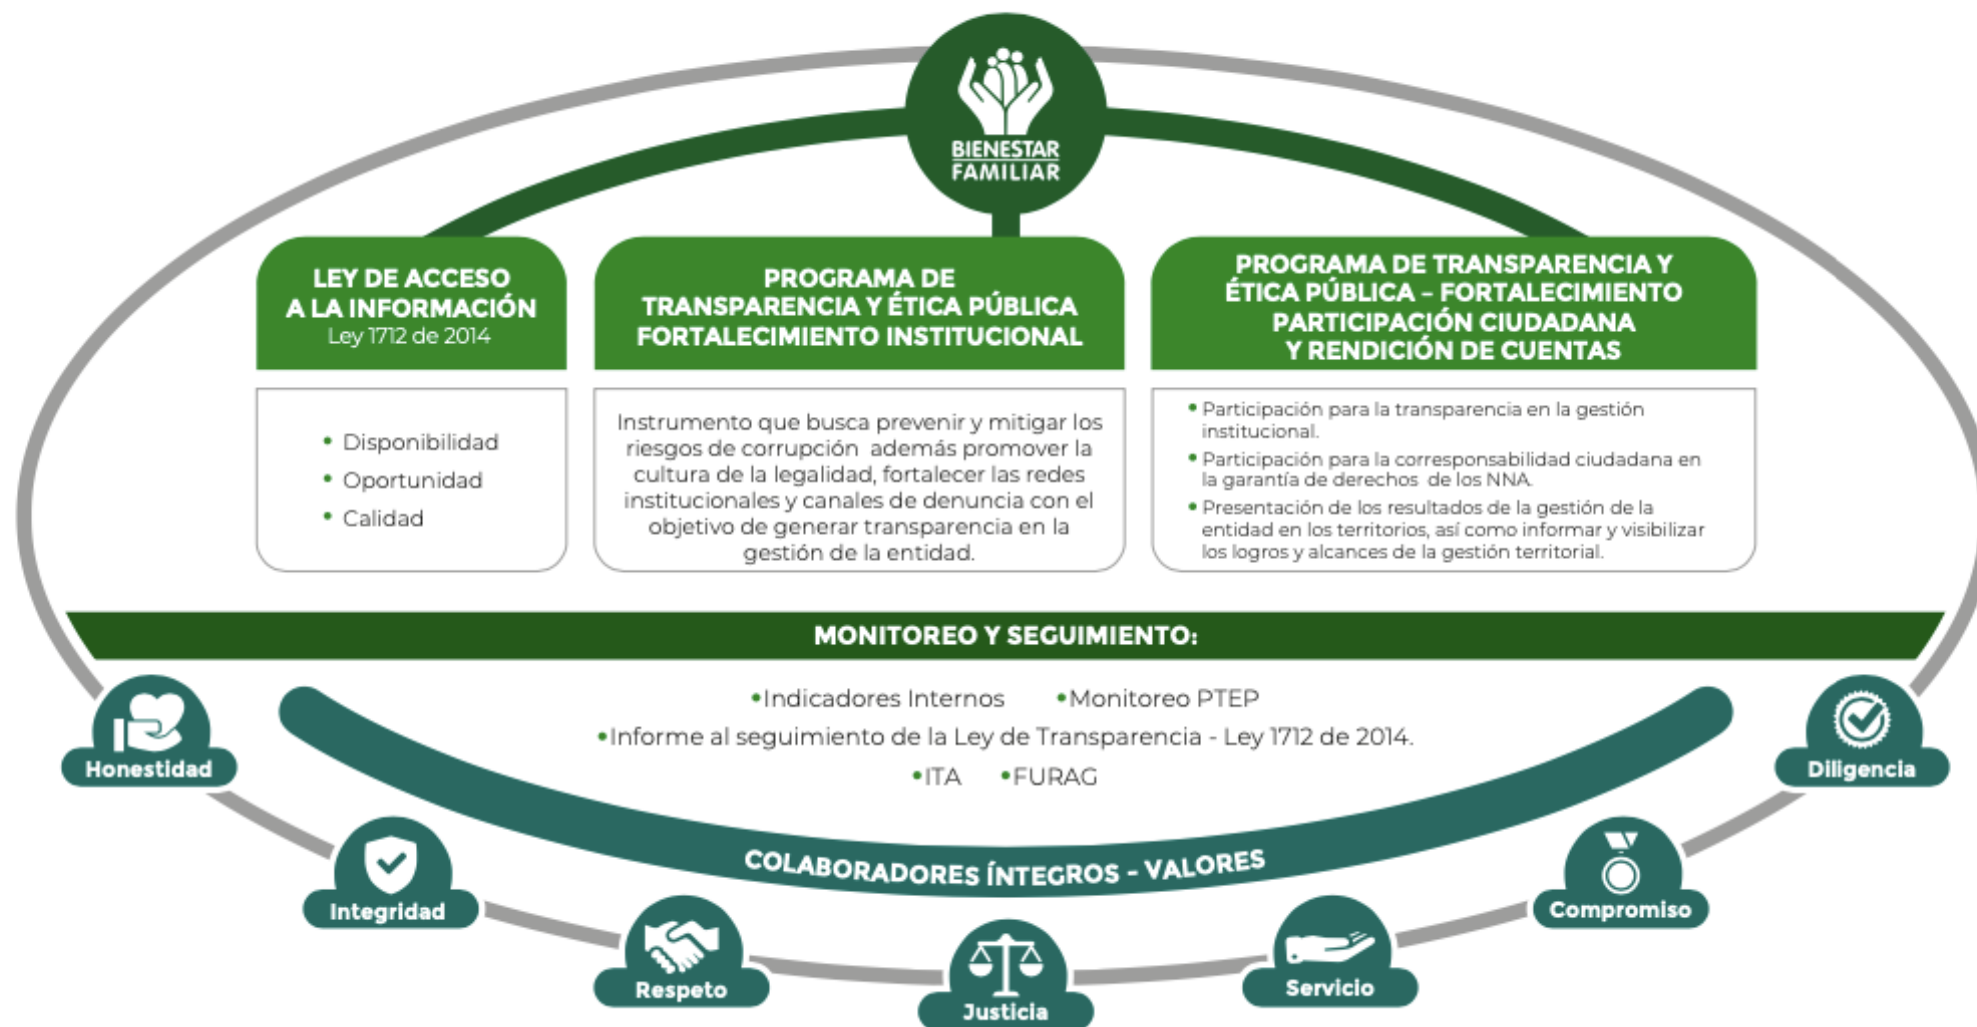 BIENESTAR
FAMILIAR
LEY DE ACCESO
A LA INFORMACIÓN
Ley 1712 de 2014
• Disponibilidad
• Oportunidad
• Calidad
PROGRAMA DE
TRANSPARENCIA Y ÉTICA PÚBLICA
FORTALECIMIENTO INSTITUCIONAL
Instrumento que busca prevenir y mitigar los
riesgos de corrupción además promover la
cultura de la legalidad, fortalecer las redes
institucionales y canales de denuncia con el
objetivo de generar transparencia en la
gestión de la entidad.
PROGRAMA DE TRANSPARENCIA Y
ÉTICA PÚBLICA – FORTALECIMIENTO
PARTICIPACIÓN CIUDADANA
Y RENDICIÓN DE CUENTAS
• Participación para la transparencia en la gestión
institucional.
• Participación para la corresponsabilidad ciudadana en
la garantía de derechos de los NNA.
• Presentación de los resultados de la gestión de la
entidad en los territorios, así como informar y visibilizar
los logros y alcances de la gestión territorial.
MONITOREO Y SEGUIMIENTO:
•Indicadores Internos •Monitoreo PTEP
•Informe al seguimiento de la Ley de Transparencia - Ley 1712 de 2014.
•ITA •FURAG
COLABORADORES ÍNTEGROS - VALORES
Honestidad
Integridad
Respeto
Justicia
Servicio
Compromiso
Diligencia